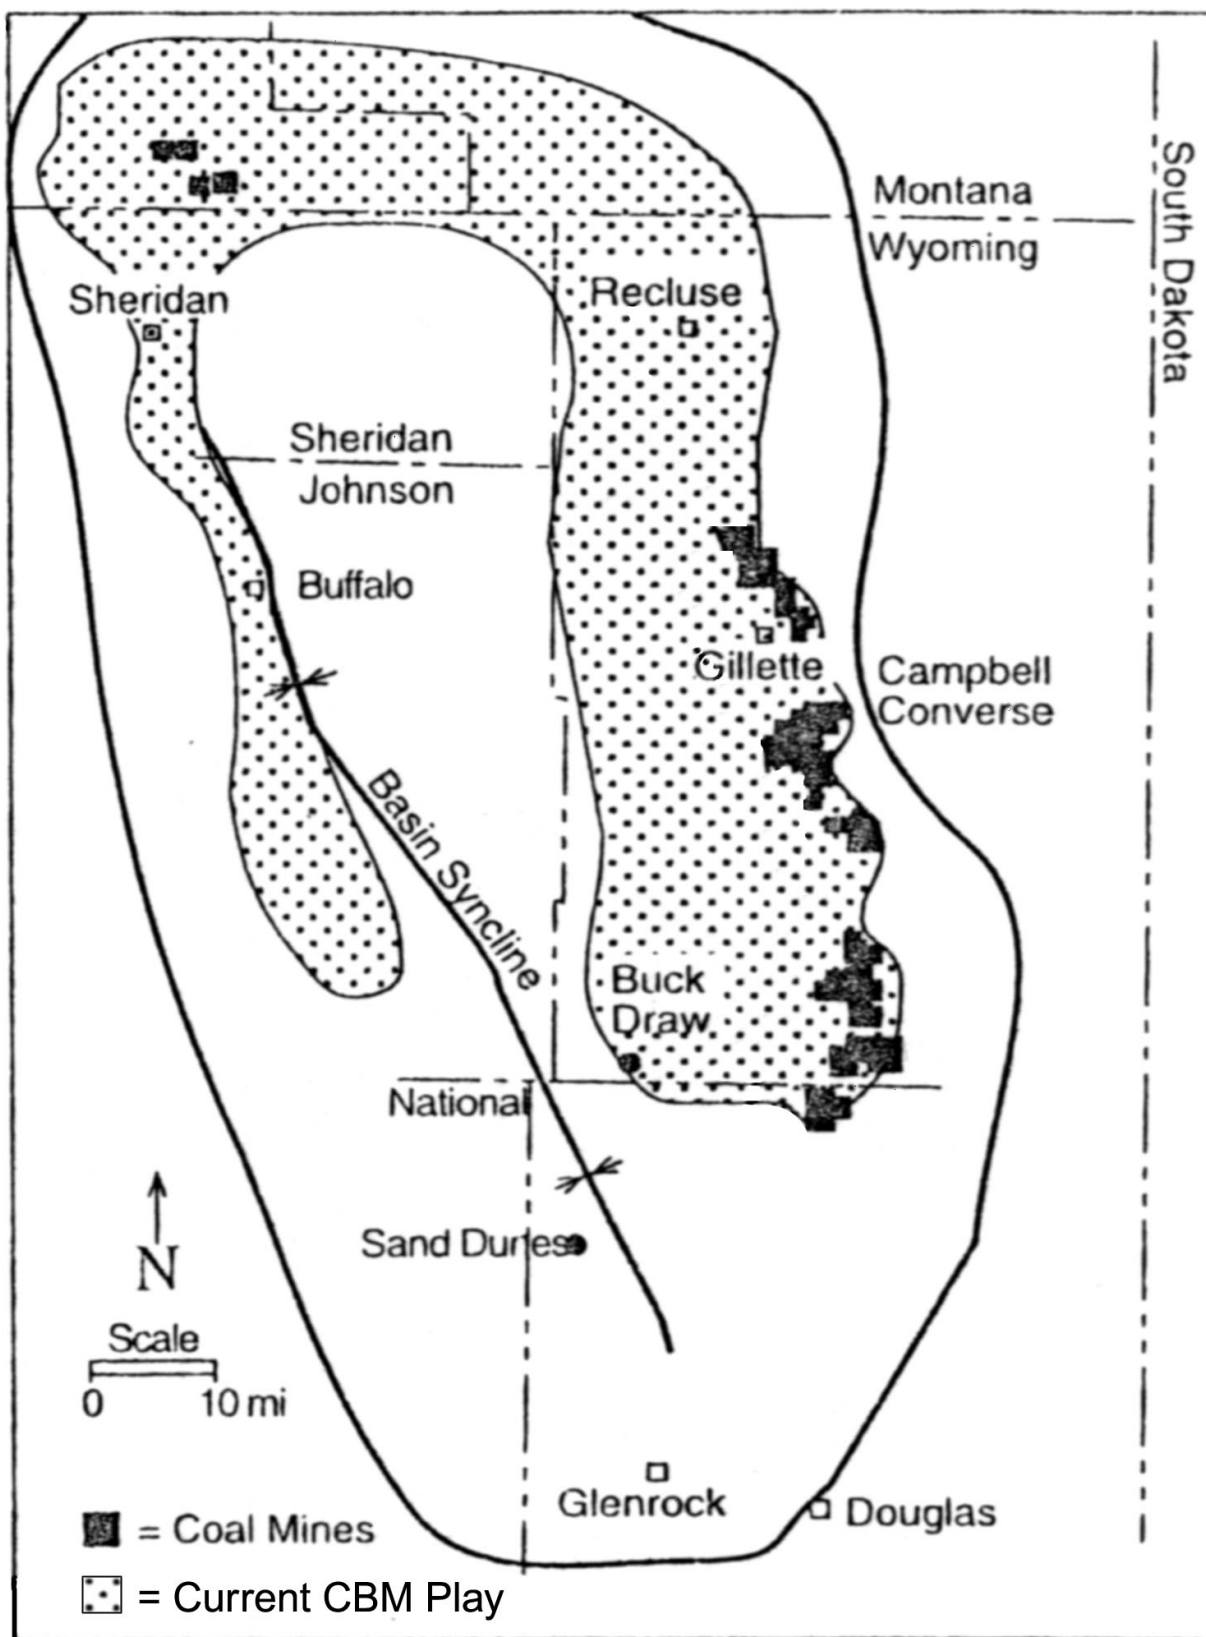 Montana
Wyoming
South Dakota
Sheridan
Recluse
Sheridan
Johnson
Buffalo
Gillette
Campbell
Converse
Basin Syncline
Buck
Draw
National
Sand Dunes
N
Scale
0 10 mi
Glenrock
Douglas
= Coal Mines
= Current CBM Play